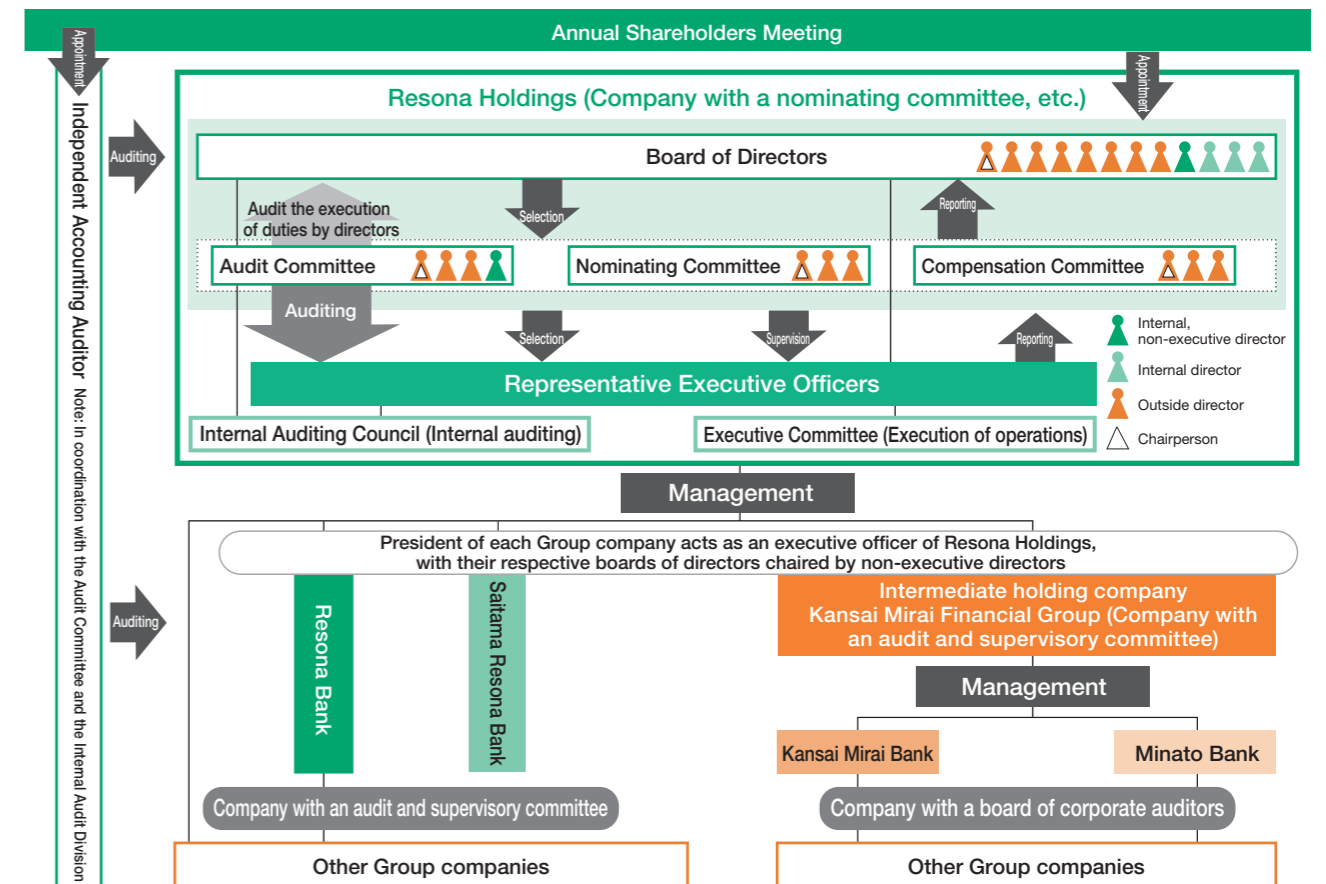 Annual Shareholders Meeting
Appointment
Appointment
Independent Accounting Auditor Note: In coordination with the Audit Committee and the Internal Audit Division
Auditing
Resona Holdings (Company with a nominating committee, etc.)
Board of Directors
Audit the execution
of duties by directors
Selection
Reporting
Audit Committee
Nominating Committee
Compensation Committee
Auditing
Selection
Supervision
Reporting
Internal,
non-executive director
Internal director
Outside director
Chairperson
Representative Executive Officers
Internal Auditing Council (Internal auditing)
Executive Committee (Execution of operations)
Management
President of each Group company acts as an executive officer of Resona Holdings,
with their respective boards of directors chaired by non-executive directors
Auditing
Resona Bank
Saitama Resona Bank
Intermediate holding company
Kansai Mirai Financial Group (Company with
an audit and supervisory committee)
Management
Kansai Mirai Bank
Minato Bank
Company with an audit and supervisory committee
Company with a board of corporate auditors
Other Group companies
Other Group companies